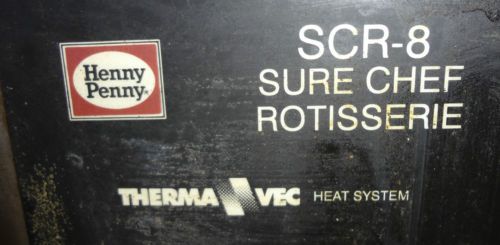 Henny
Penny®
SCR-8
SURE CHEF
ROTISSERIE
THERMA VEC HEAT SYSTEM